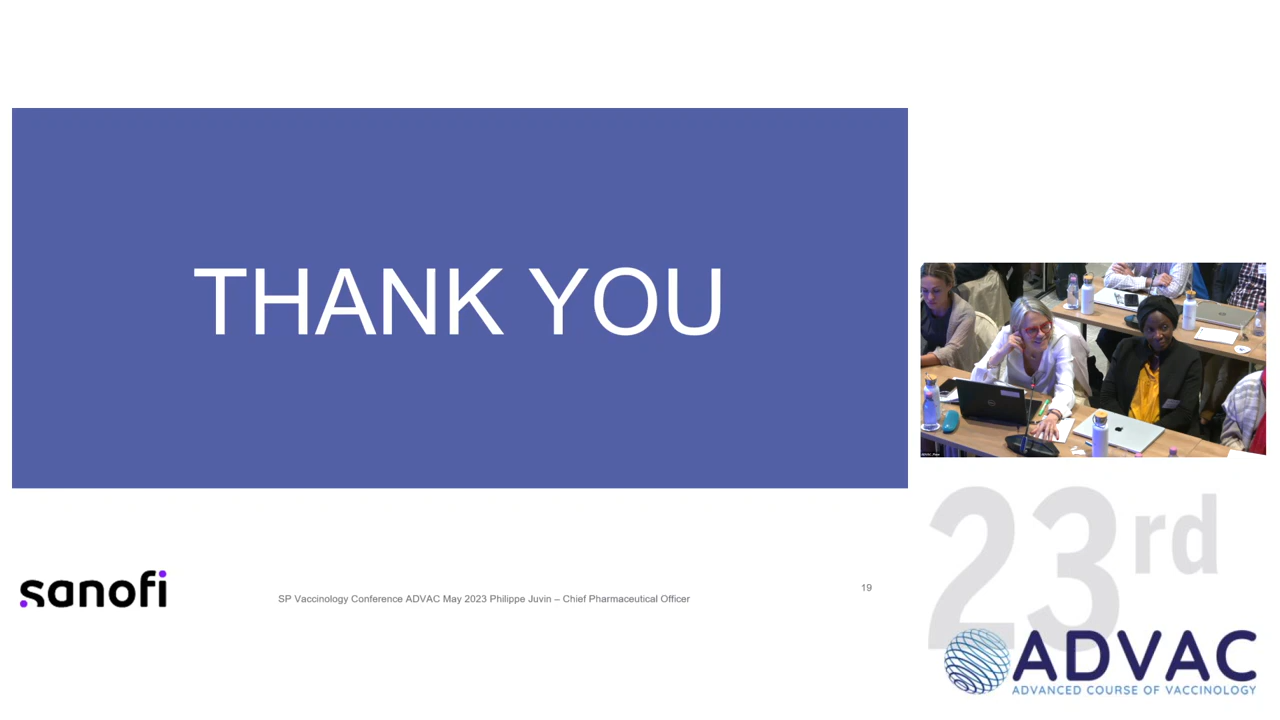 THANK YOU
sanofi
SP Vaccinology Conference ADVAC May 2023 Philippe Juvin – Chief Pharmaceutical Officer
19
23rd
ADVAC
ADVANCED COURSE OF VACCINOLOGY